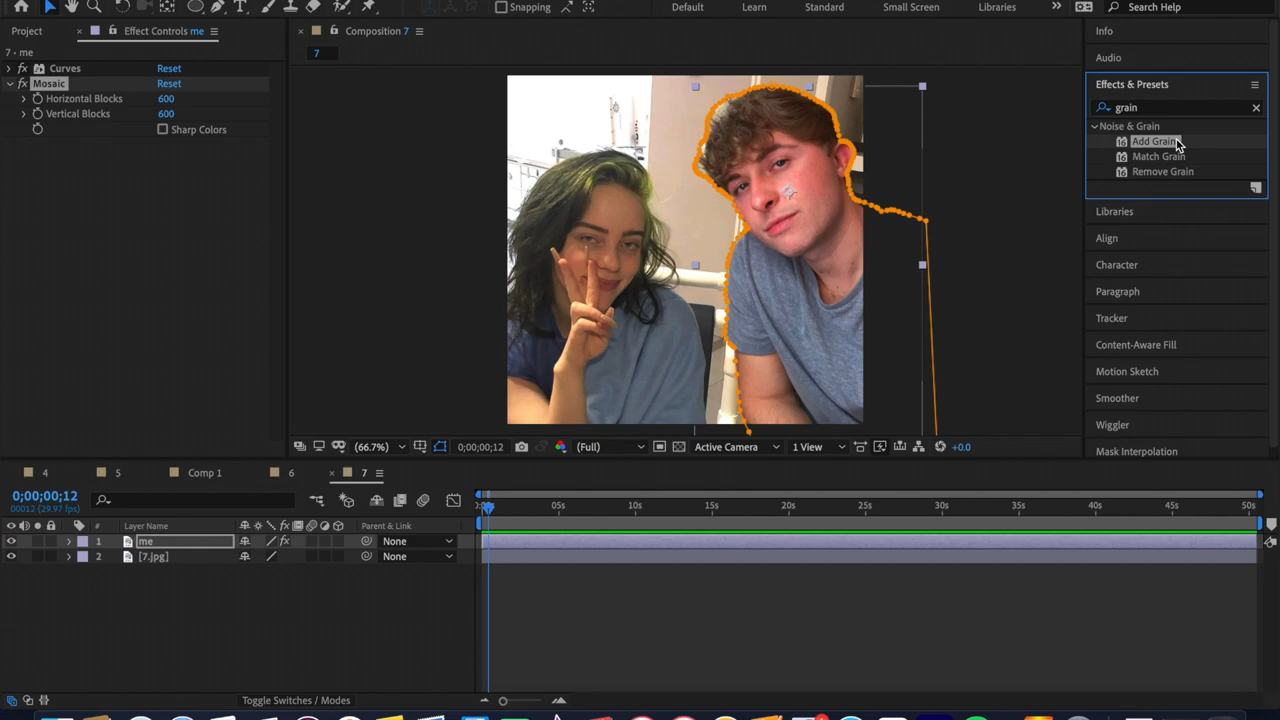 Snapping
Default
Learn
Standard
Small Screen
Libraries
Search Help
Project
Effect Controls me
Composition 7
Info
7 · me
7
Audio
fx Curves Reset
fx Mosaic Reset
Effects & Presets
Horizontal Blocks 600
grain
Vertical Blocks 600
Noise & Grain
Sharp Colors
Add Grain
Match Grain
Remove Grain
Libraries
Align
Character
Paragraph
Tracker
Content-Aware Fill
Motion Sketch
Smoother
Wiggler
Mask Interpolation
(66.7%)
0;00;00;12
(Full)
Active Camera
1 View
+0.0
4
5
Comp 1
6
7
0;00;00;12
00012 (29.97 fps)
05s
10s
15s
20s
25s
30s
35s
40s
45s
50s
# Layer Name
fx
Parent & Link
1 me
fx
None
2 [7.jpg]
None
Toggle Switches / Modes